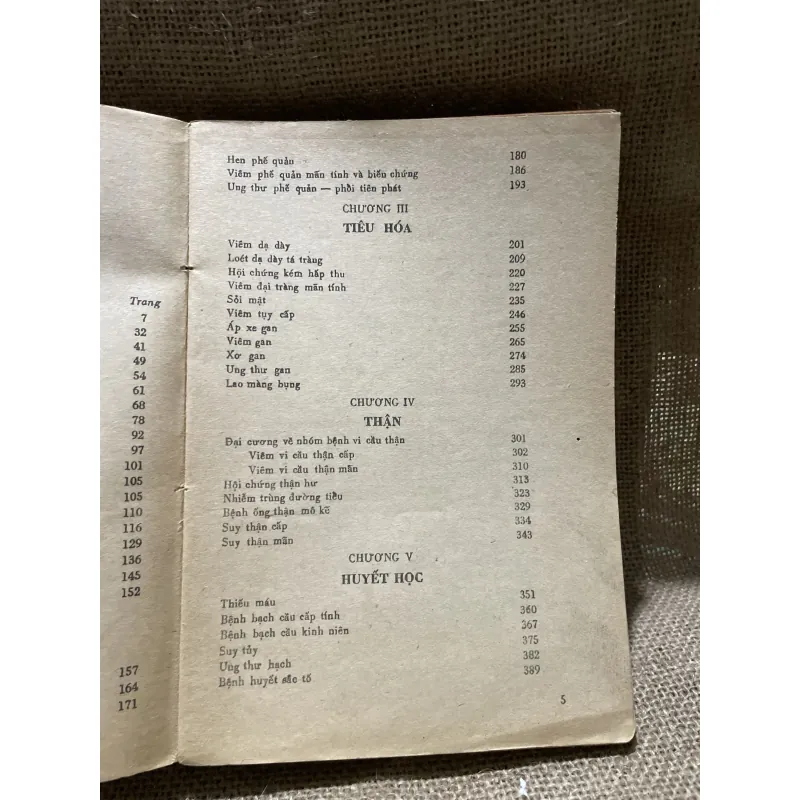 Trang
7
32
41
49
54
61
68
78
92
97
101
105
105
110
116
129
136
145
152
157
164
171
Hen phế quản 180
Viêm phế quản mãn tính và biến chứng 186
Ung thư phế quản — phổi tiên phát 193
CHƯƠNG III
TIÊU HÓA
Viêm dạ dày 201
Loét dạ dày tá tràng 209
Hội chứng kém hấp thu 220
Viêm đại tràng mãn tính 227
Sỏi mật 235
Viêm tụy cấp 246
Áp xe gan 255
Viêm gan 265
Xơ gan 274
Ung thư gan 285
Lao màng bụng 293
CHƯƠNG IV
THẬN
Đại cương về nhóm bệnh vi cầu thận 301
Viêm vi cầu thận cấp 302
Viêm vi cầu thận mãn 310
Hội chứng thận hư 313
Nhiễm trùng đường tiểu 323
Bệnh ống thận mô kẽ 329
Suy thận cấp 334
Suy thận mãn 343
CHƯƠNG V
HUYẾT HỌC
Thiếu máu 351
Bệnh bạch cầu cấp tính 360
Bệnh bạch cầu kinh niên 367
Suy tủy 375
Ung thư hạch 382
Bệnh huyết sắc tố 389
5